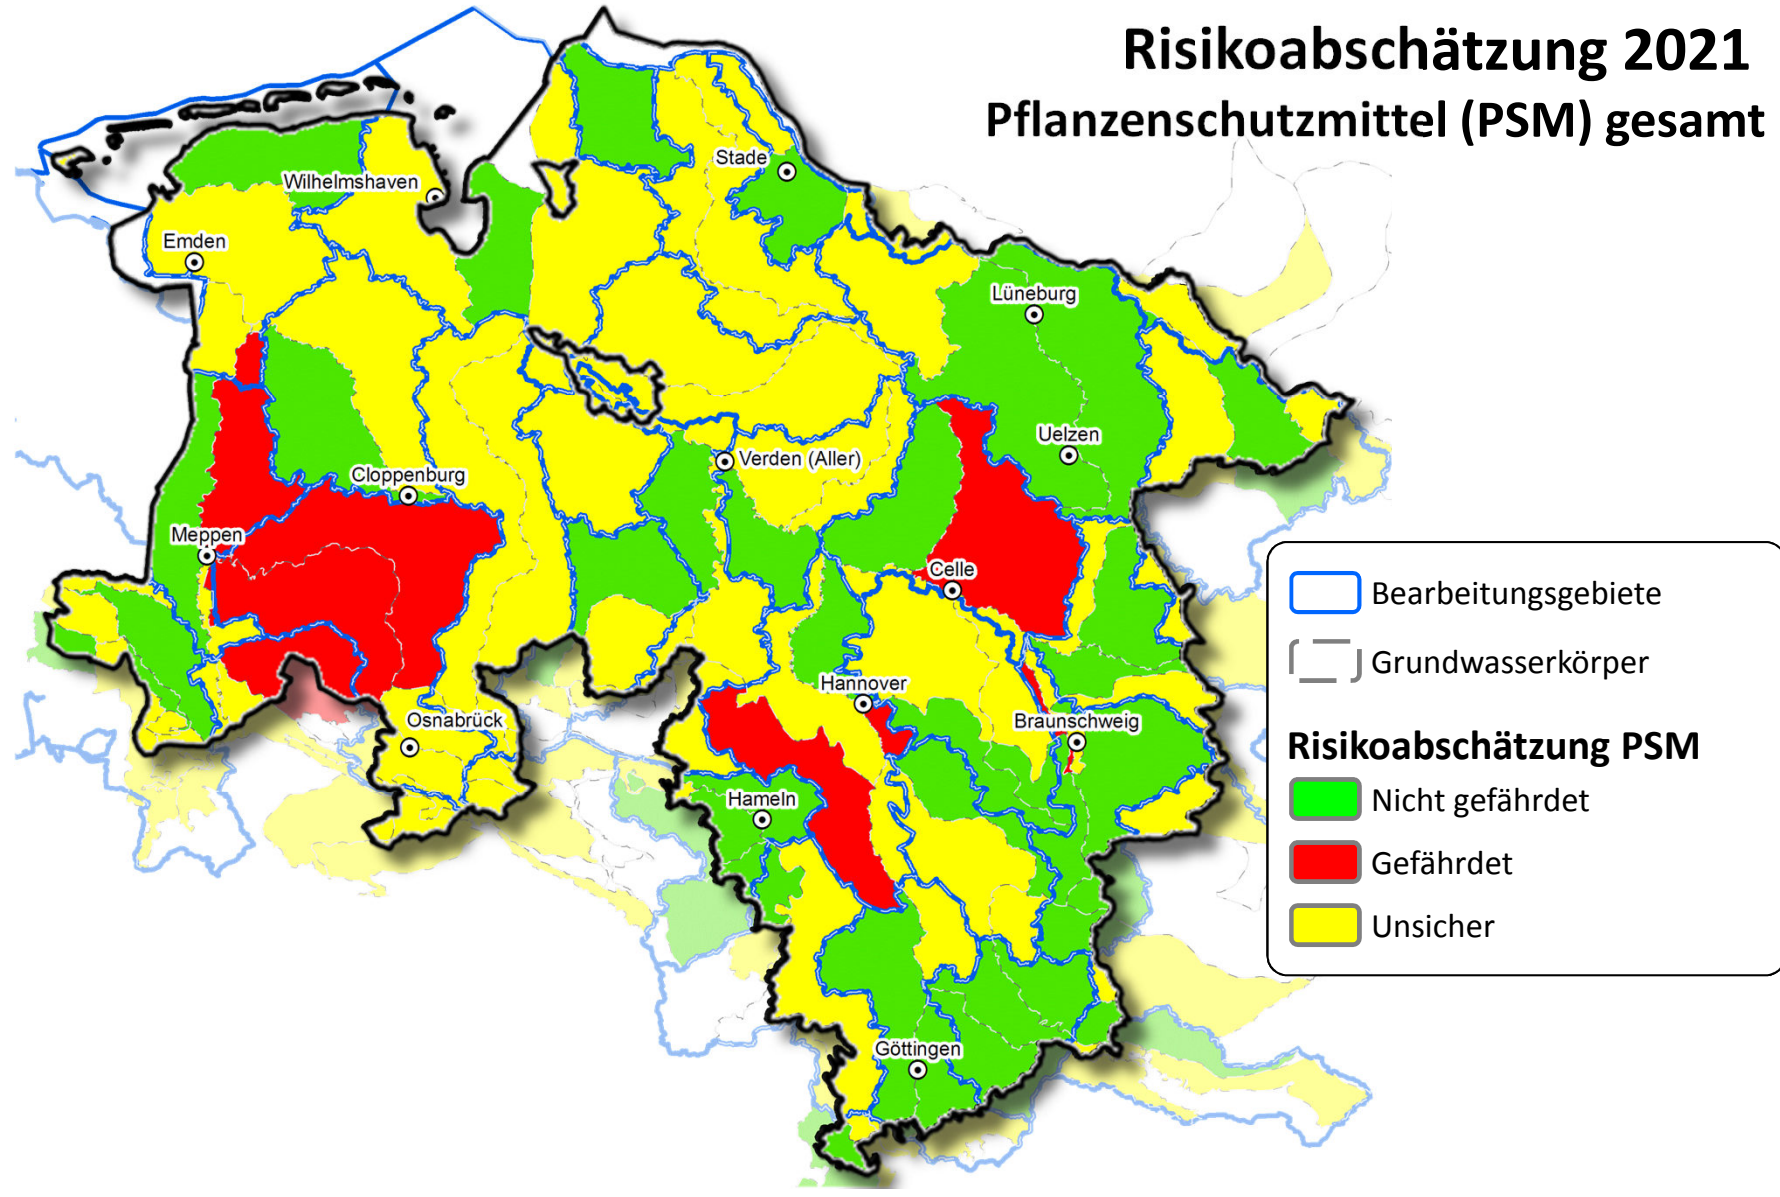 Risikoabschätzung 2021
Pflanzenschutzmittel (PSM) gesamt
Stade
Wilhelmshaven
Emden
Lüneburg
Uelzen
Verden (Aller)
Cloppenburg
Meppen
Celle
Hannover
Osnabrück
Braunschweig
Hameln
Göttingen
Bearbeitungsgebiete
Grundwasserkörper
Risikoabschätzung PSM
Nicht gefährdet
Gefährdet
Unsicher